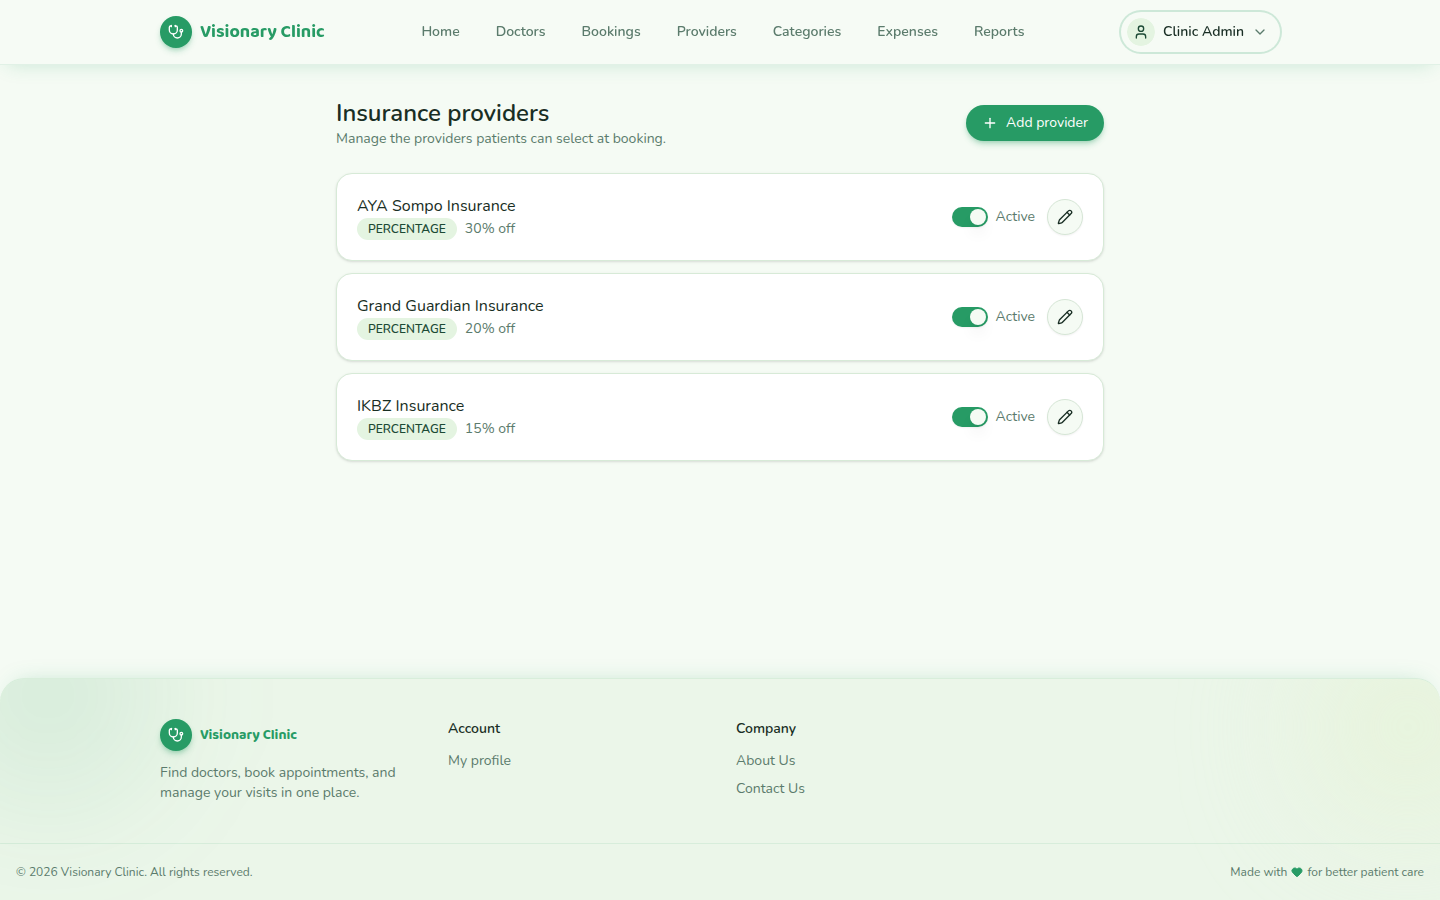 Visionary Clinic
Home
Doctors
Bookings
Providers
Categories
Expenses
Reports
Clinic Admin
Insurance providers
Manage the providers patients can select at booking.
Add provider
AYA Sompo Insurance
PERCENTAGE 30% off
Active
Grand Guardian Insurance
PERCENTAGE 20% off
Active
IKBZ Insurance
PERCENTAGE 15% off
Active
Visionary Clinic
Find doctors, book appointments, and
manage your visits in one place.
Account
My profile
Company
About Us
Contact Us
© 2026 Visionary Clinic. All rights reserved.
Made with for better patient care